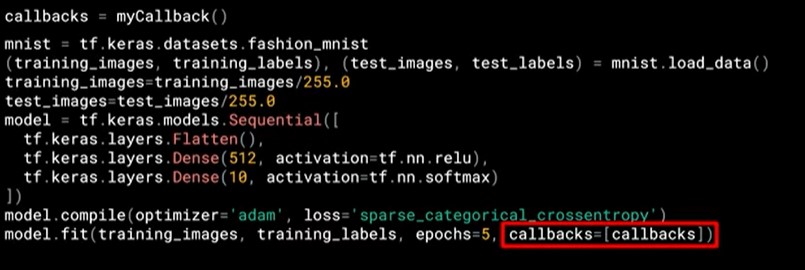 callbacks = myCallback()
mnist = tf.keras.datasets.fashion_mnist
(training_images, training_labels), (test_images, test_labels) = mnist.load_data()
training_images=training_images/255.0
test_images=test_images/255.0
model = tf.keras.models.Sequential([
  tf.keras.layers.Flatten(),
  tf.keras.layers.Dense(512, activation=tf.nn.relu),
  tf.keras.layers.Dense(10, activation=tf.nn.softmax)
])
model.compile(optimizer='adam', loss='sparse_categorical_crossentropy')
model.fit(training_images, training_labels, epochs=5, callbacks=[callbacks])